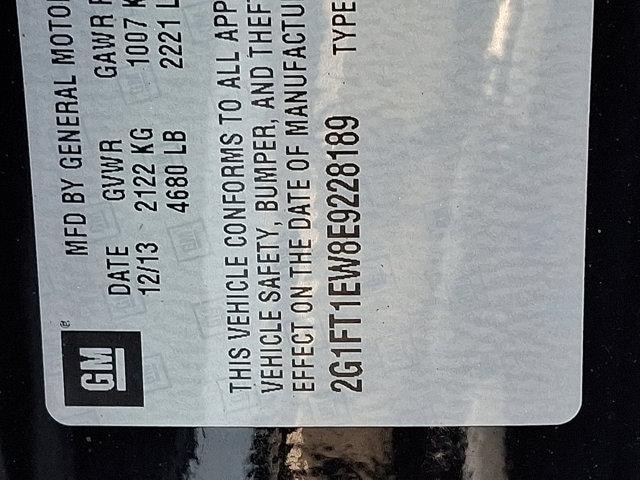 GM
MFD BY GENERAL MOTO
DATE GVWR GAWR
12/13 2122 KG 1007 K
4680 LB 2221 L
THIS VEHICLE CONFORMS TO ALL APP
VEHICLE SAFETY, BUMPER, AND THEF
EFFECT ON THE DATE OF MANUFACTU
2G1FT1EW8E9228189 TYPE